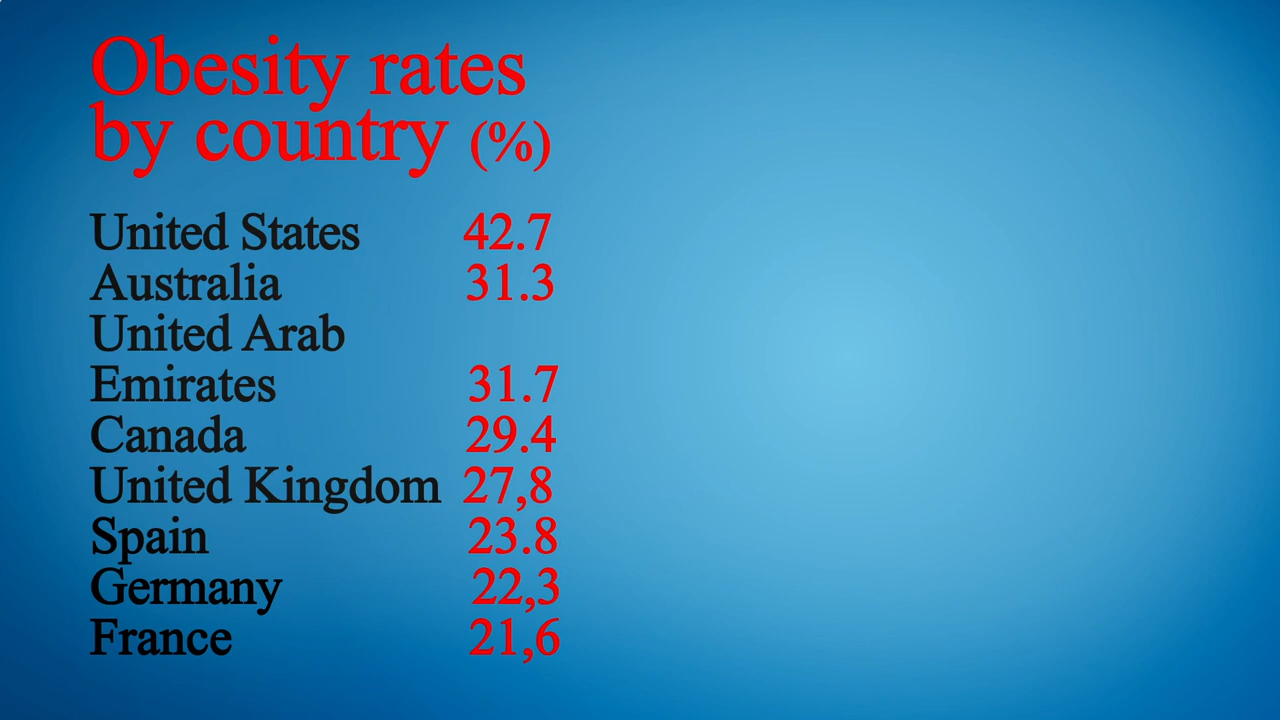 Obesity rates
by country (%)
United States 42.7
Australia 31.3
United Arab
Emirates 31.7
Canada 29.4
United Kingdom 27,8
Spain 23.8
Germany 22,3
France 21,6